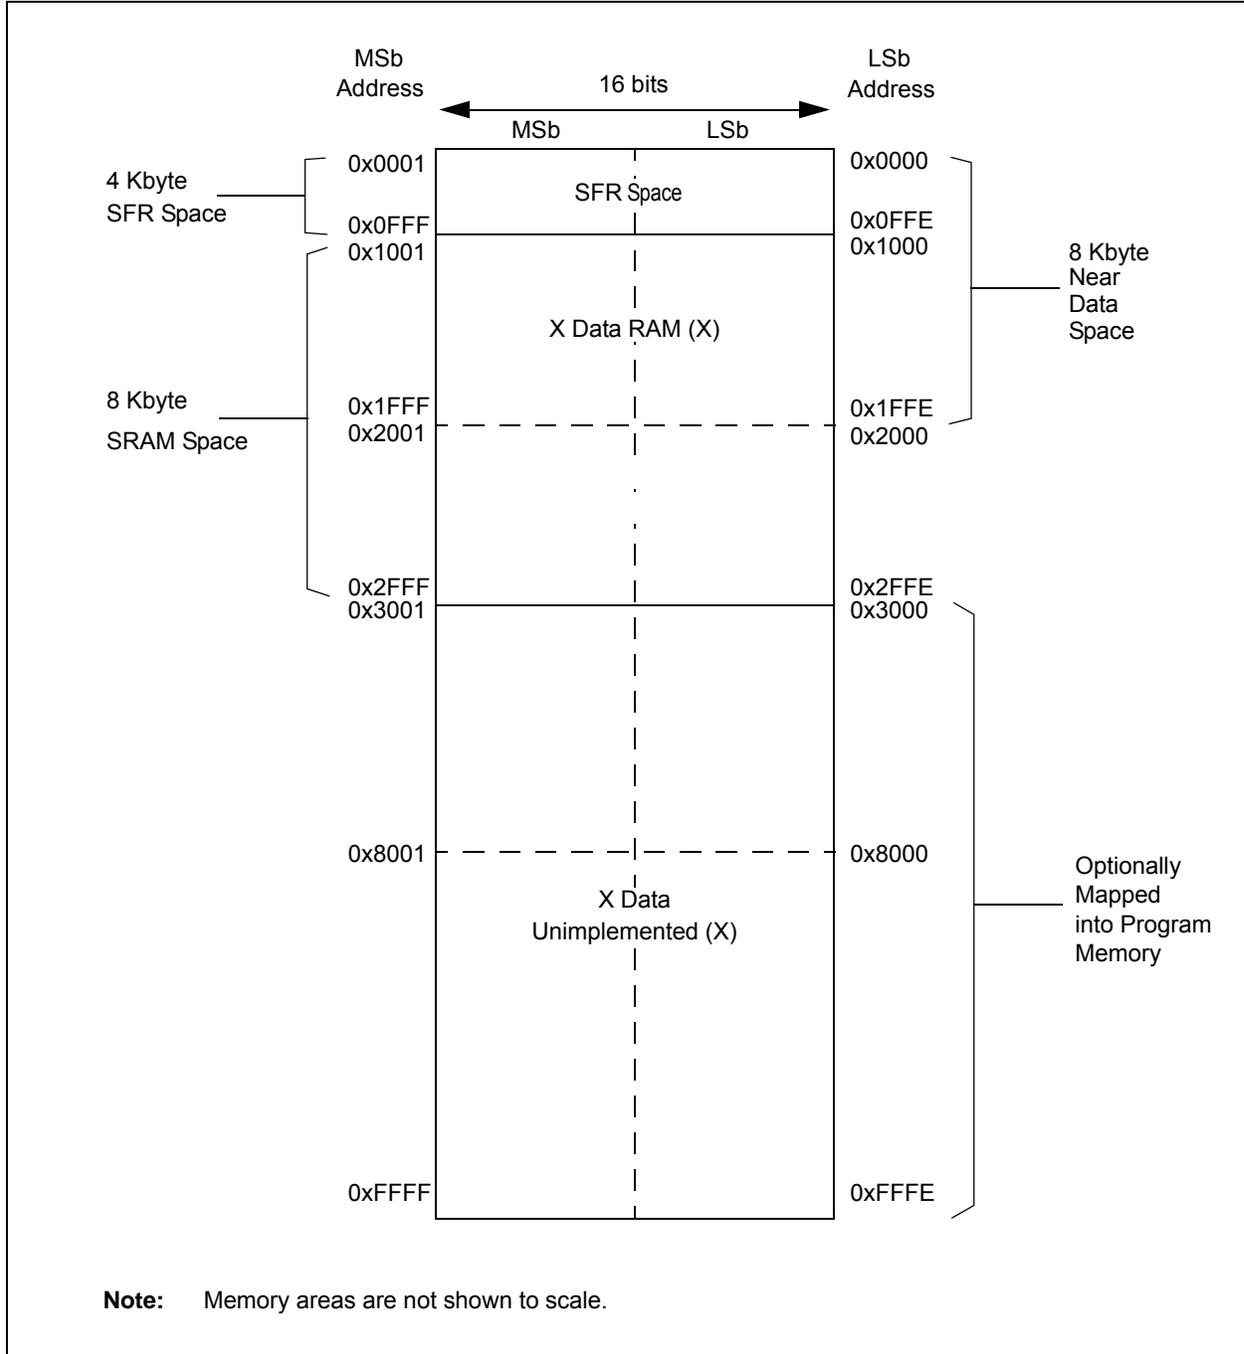 MSb
Address
LSb
Address
16 bits
MSb
LSb
0x0001
0x0000
4 Kbyte
SFR Space
SFR Space
0x0FFF
0x0FFE
0x1001
0x1000
8 Kbyte
Near
Data
Space
X Data RAM (X)
8 Kbyte
SRAM Space
0x1FFF
0x1FFE
0x2001
0x2000
0x2FFF
0x2FFE
0x3001
0x3000
0x8001
0x8000
X Data
Unimplemented (X)
Optionally
Mapped
into Program
Memory
0xFFFF
0xFFFE
Note: Memory areas are not shown to scale.